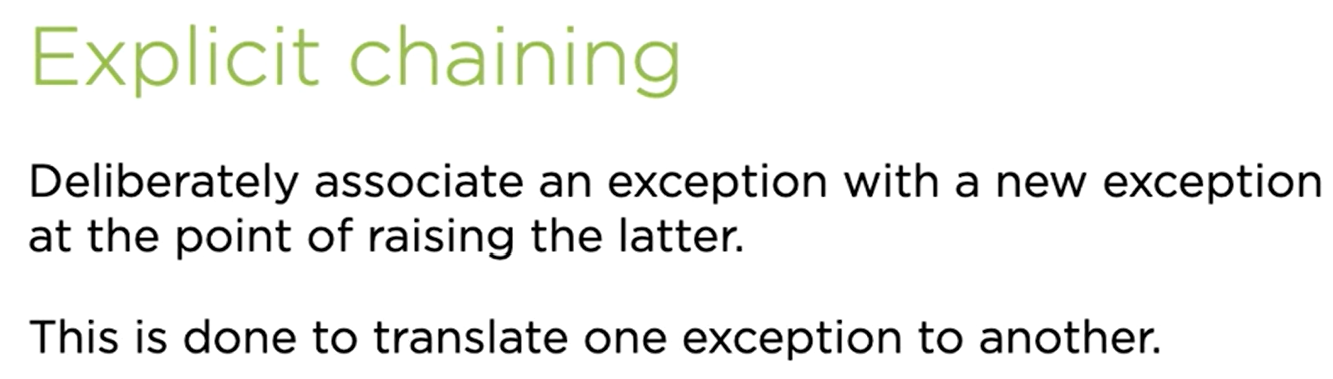 Explicit chaining
Deliberately associate an exception with a new exception
at the point of raising the latter.
This is done to translate one exception to another.